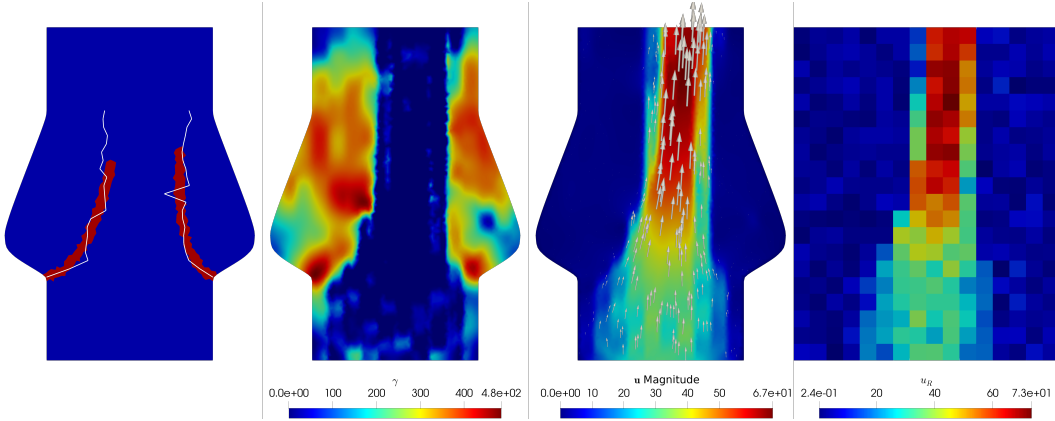 γ
0.0e+00 100 200 300 4.8e+02
u Magnitude
0.0e+00 10 20 30 40 50 6.7e+01
u_R
2.4e-01 20 40 60 7.3e+01